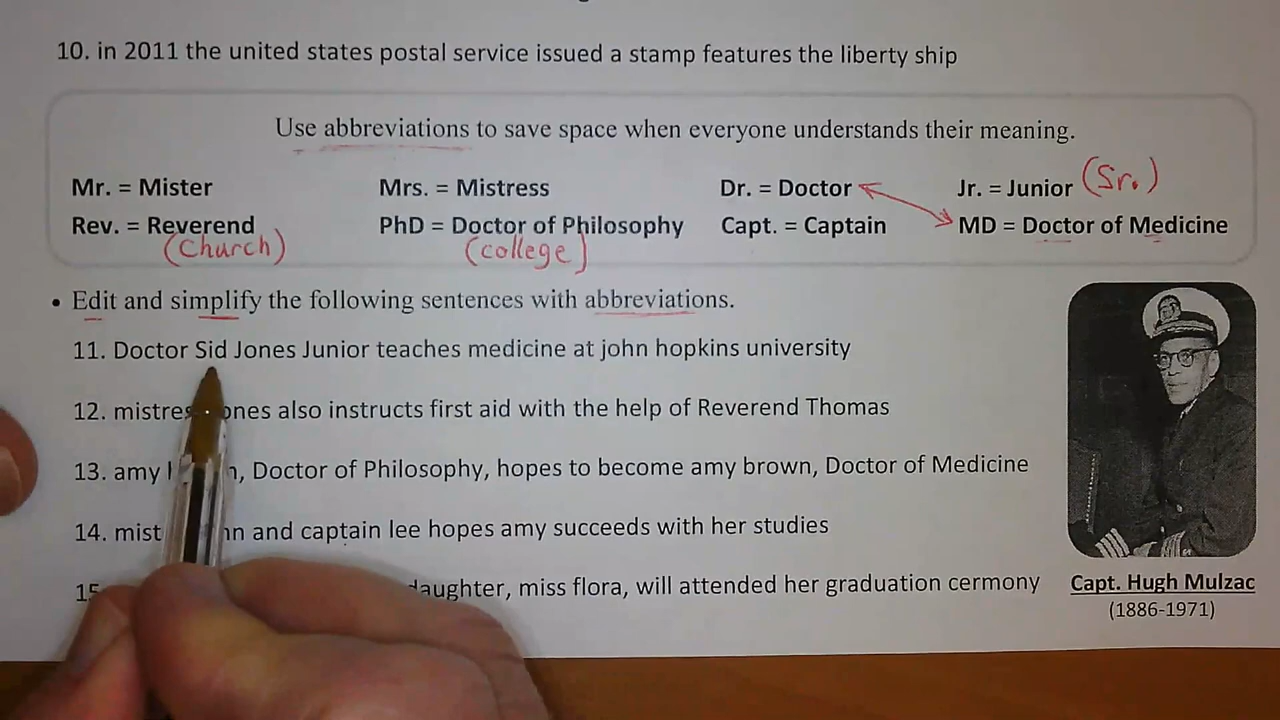 10. in 2011 the united states postal service issued a stamp features the liberty ship
Use abbreviations to save space when everyone understands their meaning.
Mr. = Mister Mrs. = Mistress Dr. = Doctor Jr. = Junior (Sr.)
Rev. = Reverend PhD = Doctor of Philosophy Capt. = Captain MD = Doctor of Medicine
(church) (college)
• Edit and simplify the following sentences with abbreviations.
11. Doctor Sid Jones Junior teaches medicine at john hopkins university
12. also instructs first aid with the help of Reverend Thomas
13. amy Doctor of Philosophy, hopes to become amy brown, Doctor of Medicine
14. and captain lee hopes amy succeeds with her studies
miss flora, will attended her graduation cermony
Capt. Hugh Mulzac
(1886-1971)